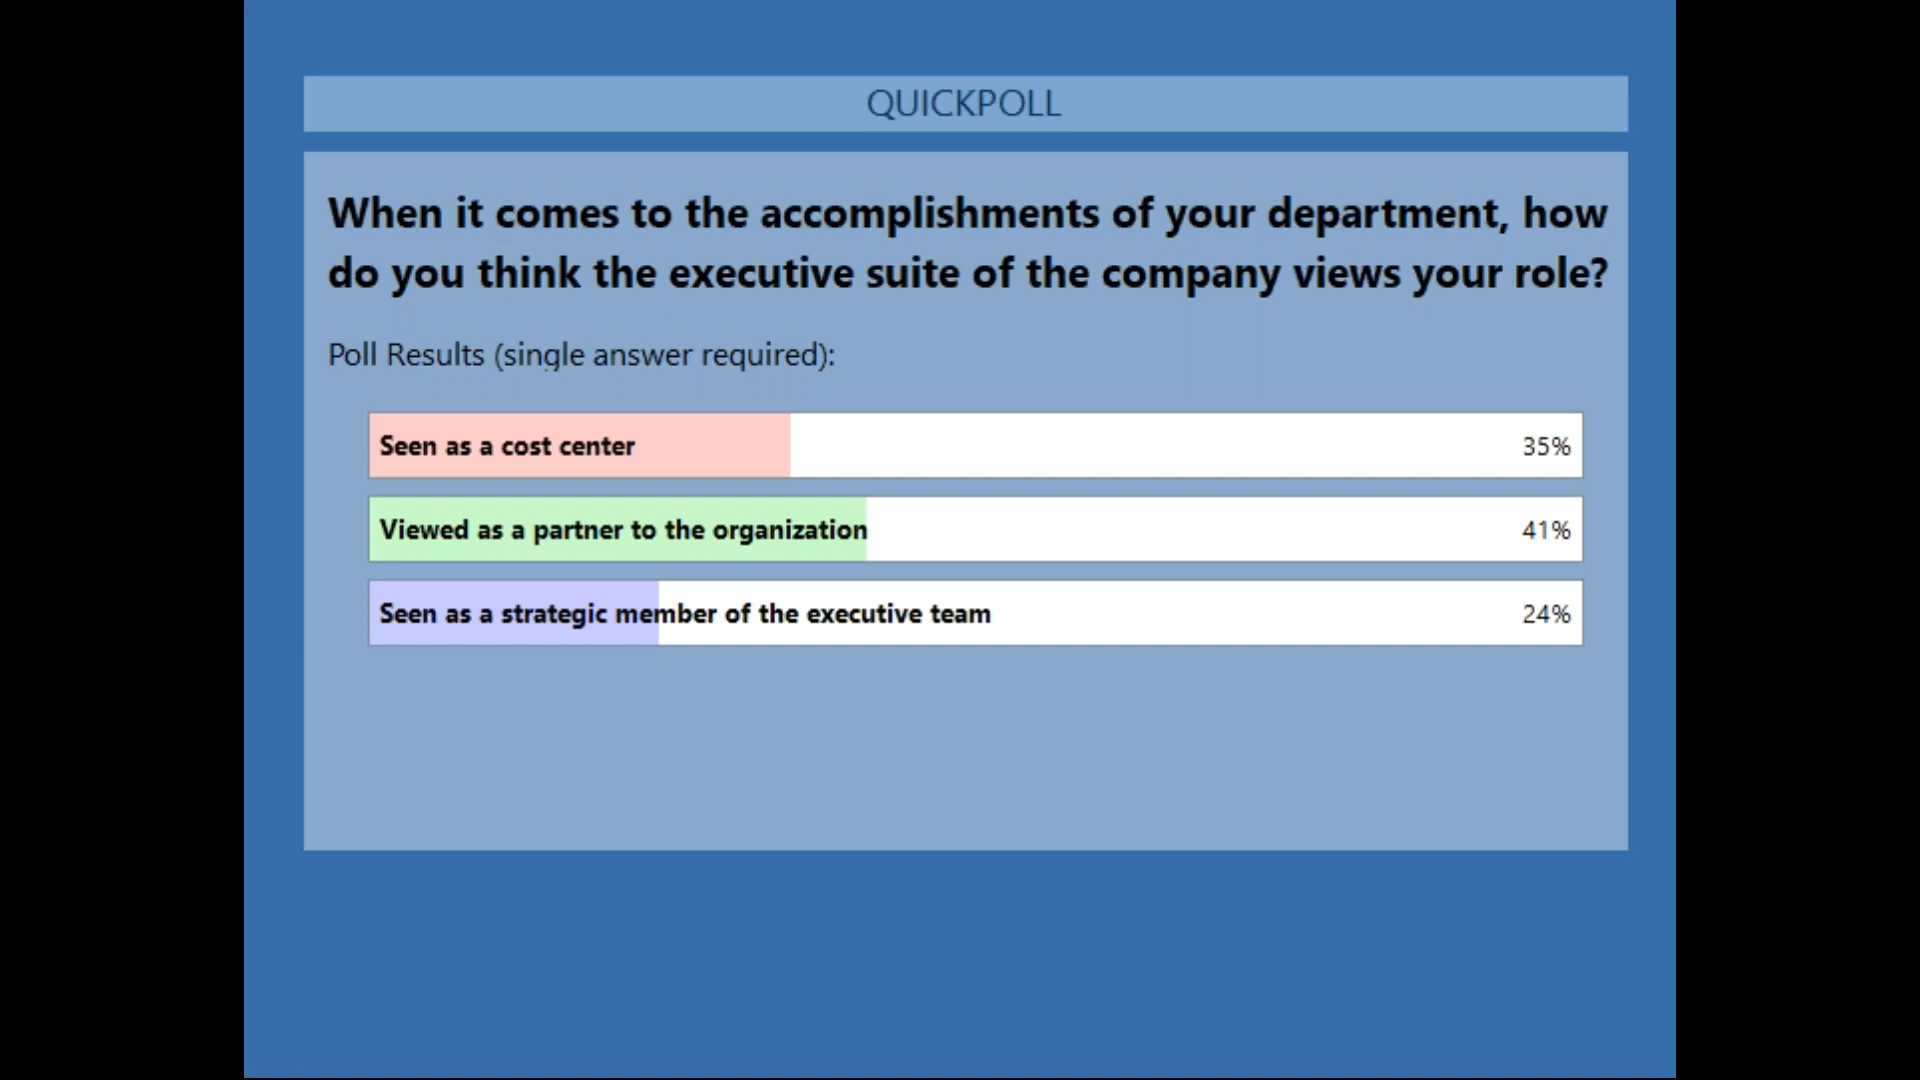 QUICKPOLL
When it comes to the accomplishments of your department, how
do you think the executive suite of the company views your role?
Poll Results (single answer required):
Seen as a cost center 35%
Viewed as a partner to the organization 41%
Seen as a strategic member of the executive team 24%